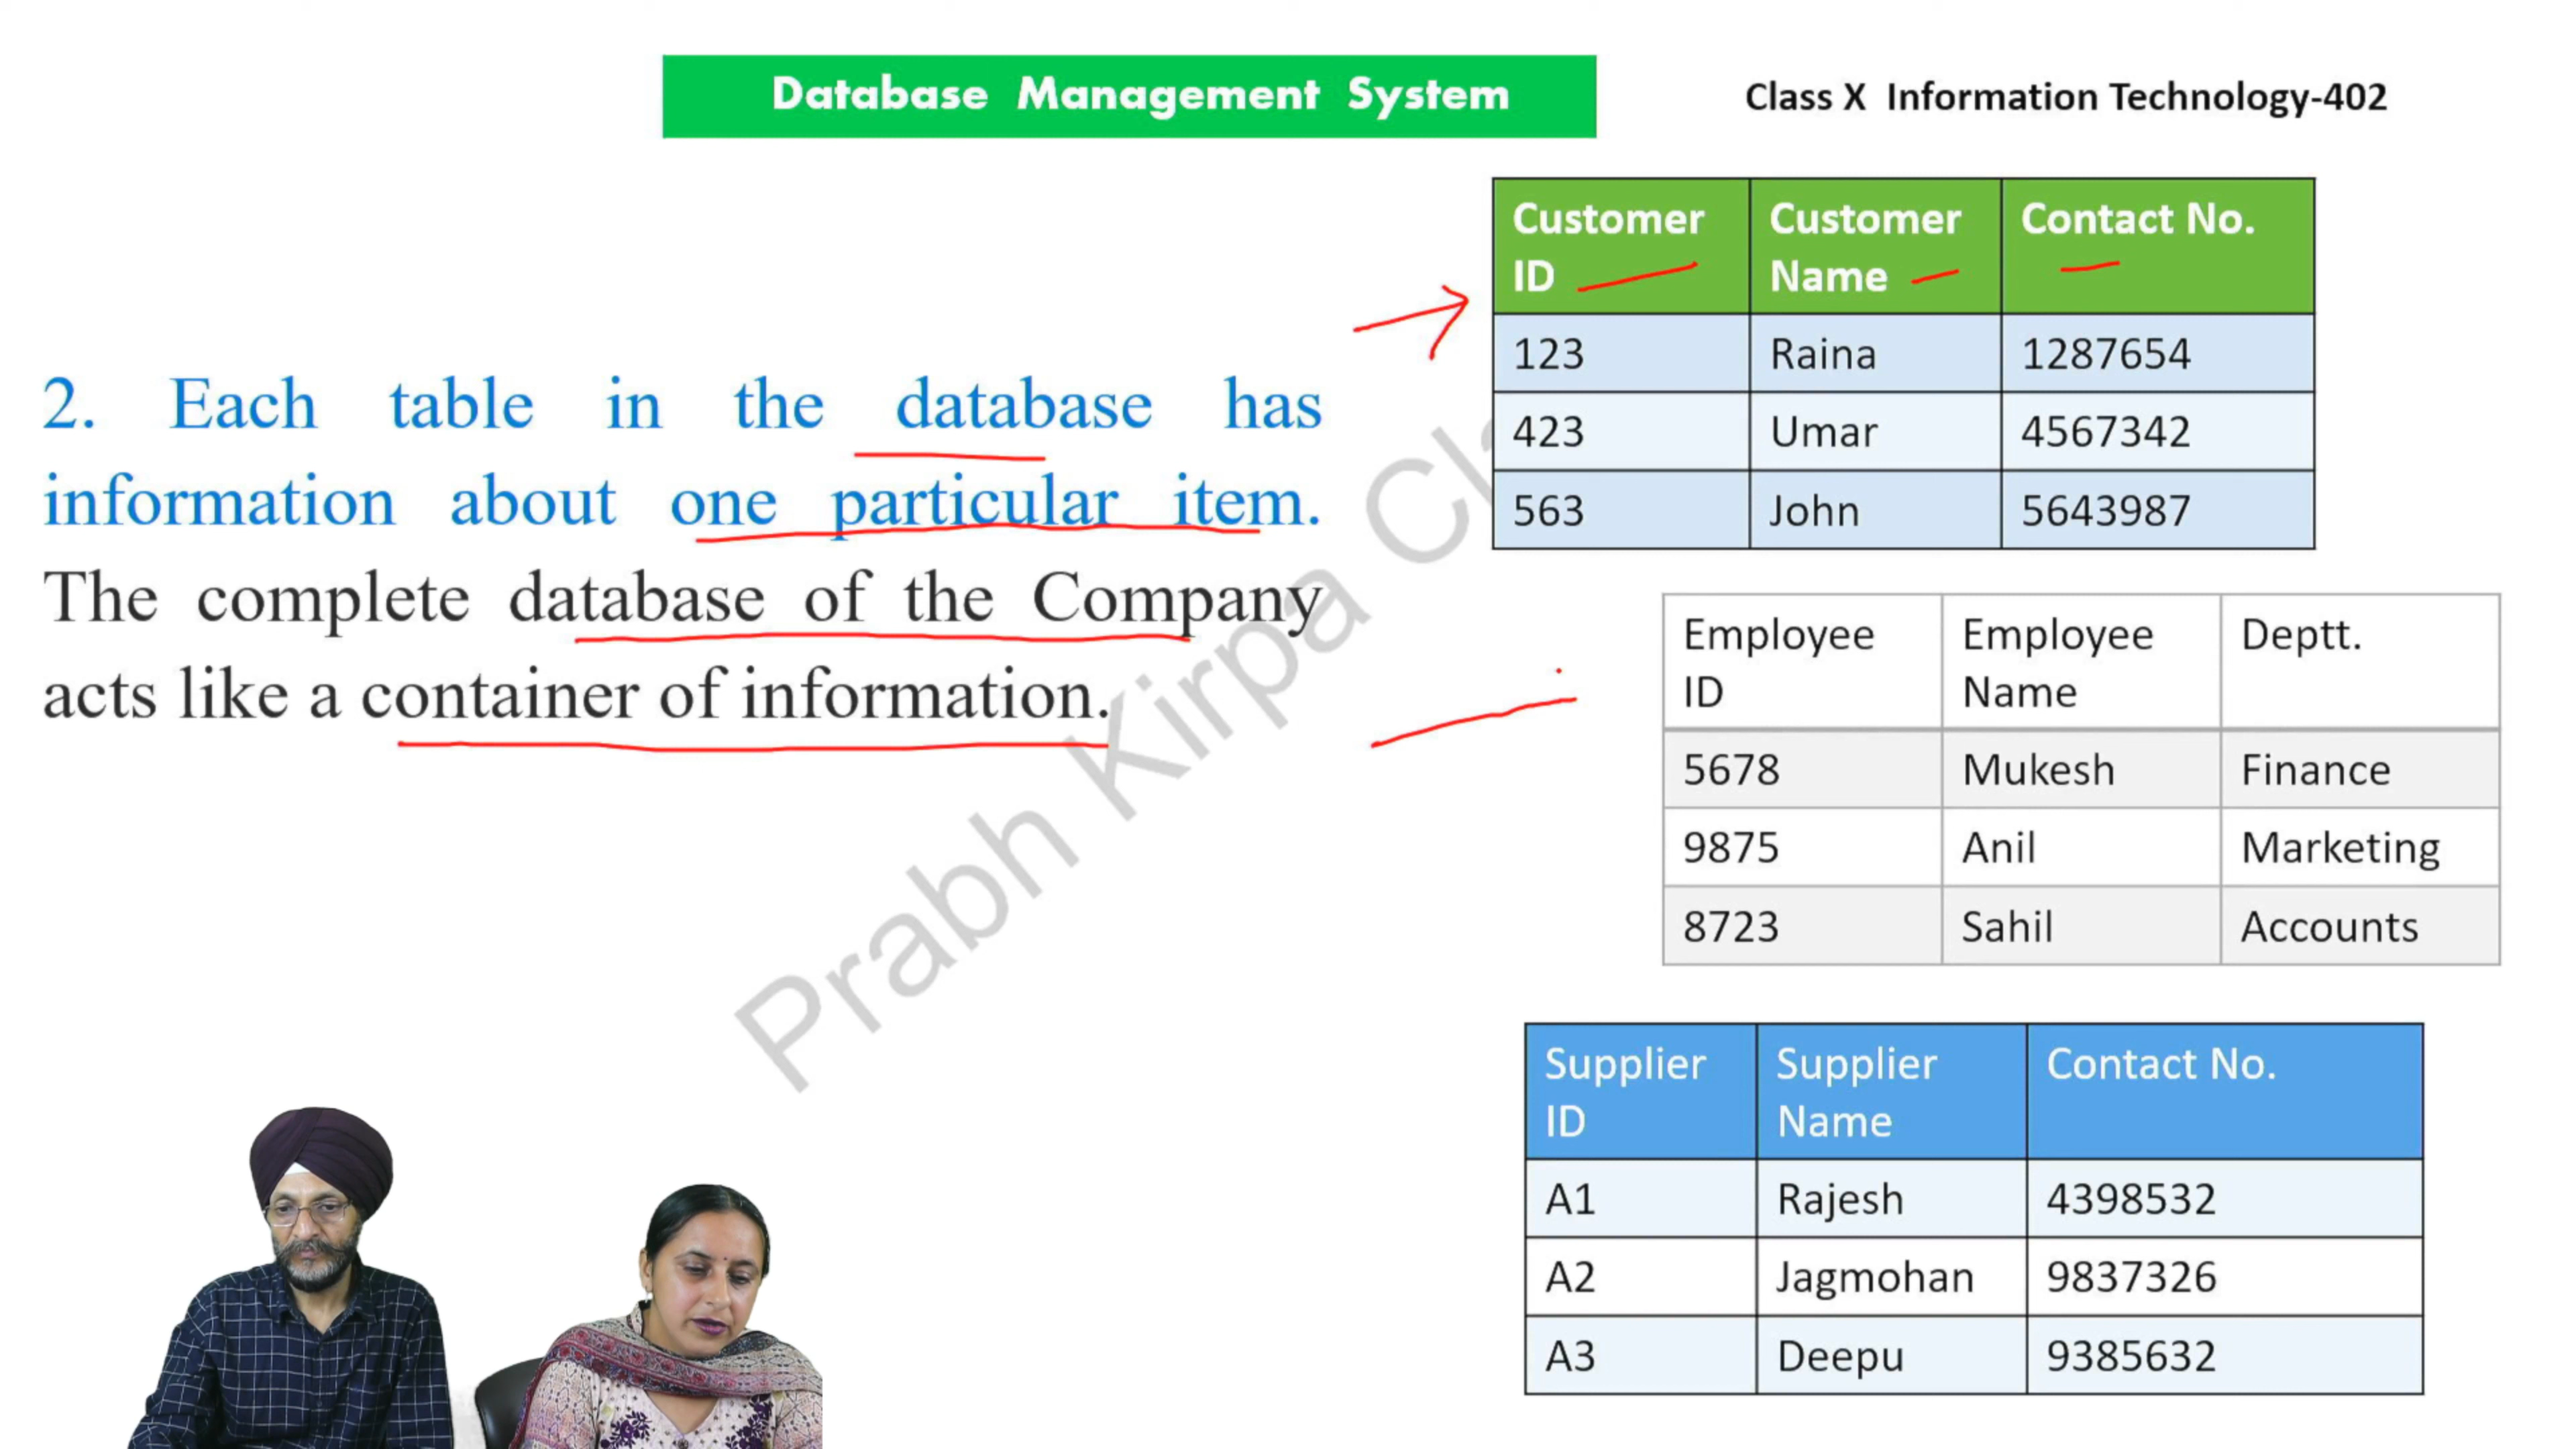 Database Management System
Class X Information Technology-402
2. Each table in the database has
information about one particular item.
The complete database of the Company
acts like a container of information.
Customer ID Customer Name Contact No.
123 Raina 1287654
423 Umar 4567342
563 John 5643987
Employee ID Employee Name Deptt.
5678 Mukesh Finance
9875 Anil Marketing
8723 Sahil Accounts
Supplier ID Supplier Name Contact No.
A1 Rajesh 4398532
A2 Jagmohan 9837326
A3 Deepu 9385632
Prabh Kirpa